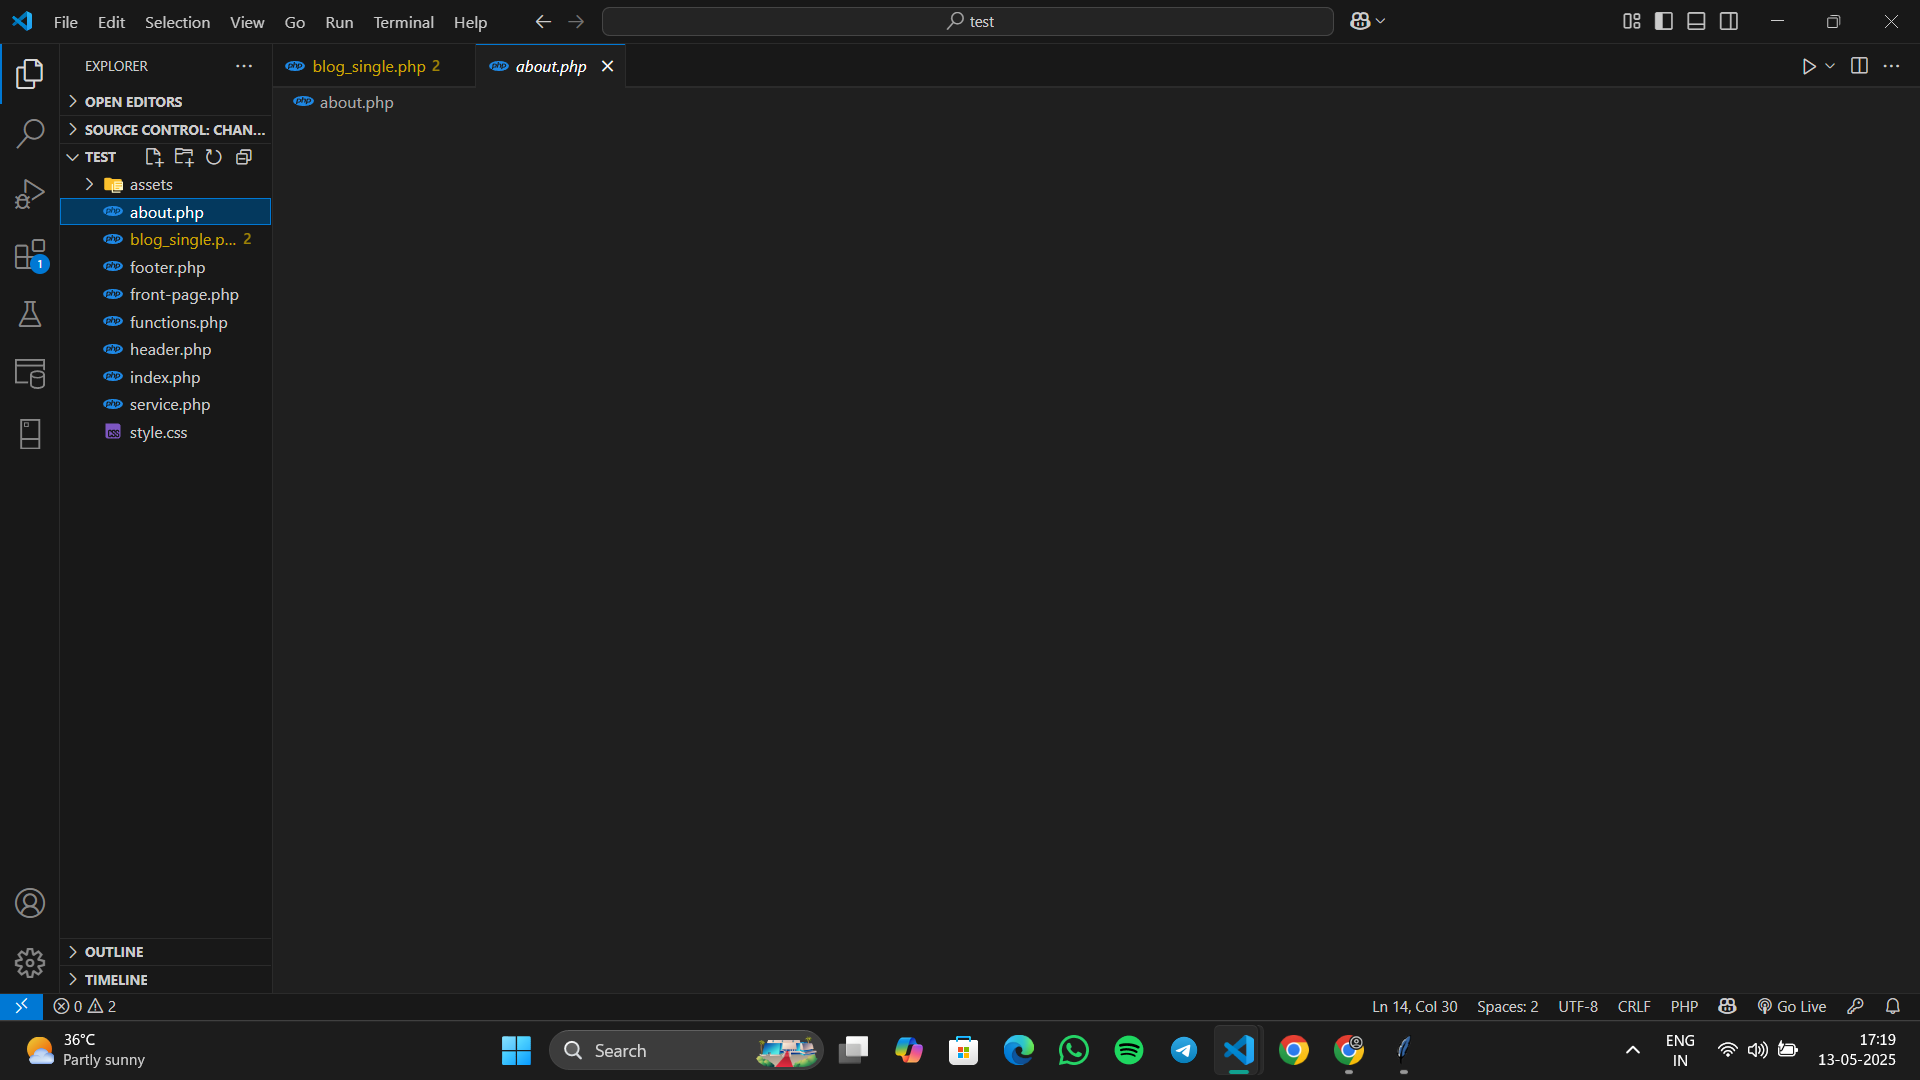 File Edit Selection View Go Run Terminal Help
test
EXPLORER
OPEN EDITORS
SOURCE CONTROL: CHAN...
TEST
assets
about.php
blog_single.p... 2
footer.php
front-page.php
functions.php
header.php
index.php
service.php
style.css
OUTLINE
TIMELINE
1
blog_single.php 2
about.php
about.php
0 2
Ln 14, Col 30 Spaces: 2 UTF-8 CRLF PHP Go Live
36°C
Partly sunny
Search
ENG
IN
17:19
13-05-2025